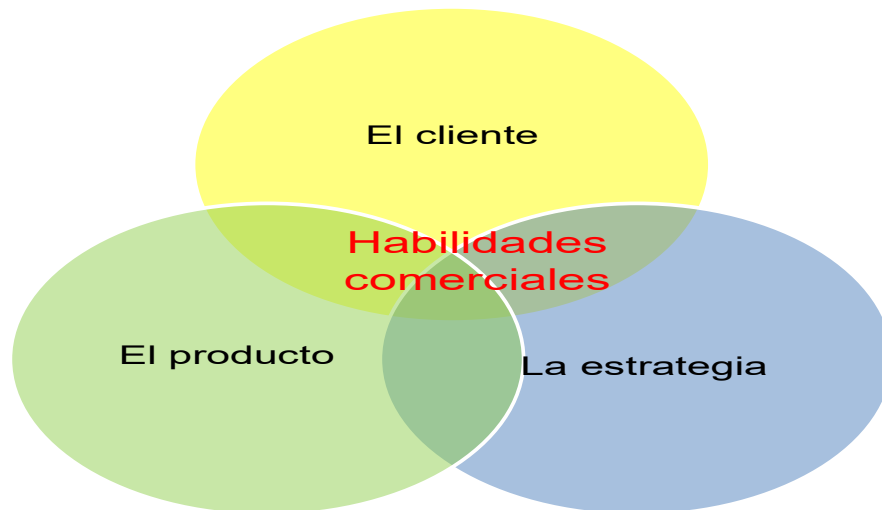 El cliente
Habilidades
comerciales
El producto
La estrategia